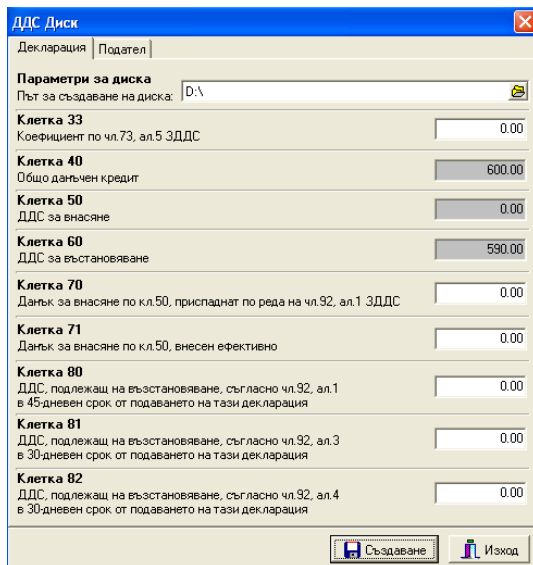 ДДС Диск
Декларация Подател
Параметри за диска
Път за създаване на диска: D:\
Клетка 33
Коефициент по чл.73, ал.5 ЗДДС 0.00
Клетка 40
Общо данъчен кредит 600.00
Клетка 50
ДДС за внасяне 0.00
Клетка 60
ДДС за въстановяване 590.00
Клетка 70
Данък за внасяне по кл.50, приспаднат по реда на чл.92, ал.1 ЗДДС 0.00
Клетка 71
Данък за внасяне по кл.50, внесен ефективно 0.00
Клетка 80
ДДС, подлежащ на възстановяване, съгласно чл.92, ал.1 0.00
в 45-дневен срок от подаването на тази декларация
Клетка 81
ДДС, подлежащ на възстановяване, съгласно чл.92, ал.3 0.00
в 30-дневен срок от подаването на тази декларация
Клетка 82
ДДС, подлежащ на възстановяване, съгласно чл.92, ал.4 0.00
в 30-дневен срок от подаването на тази декларация
Създаване Изход